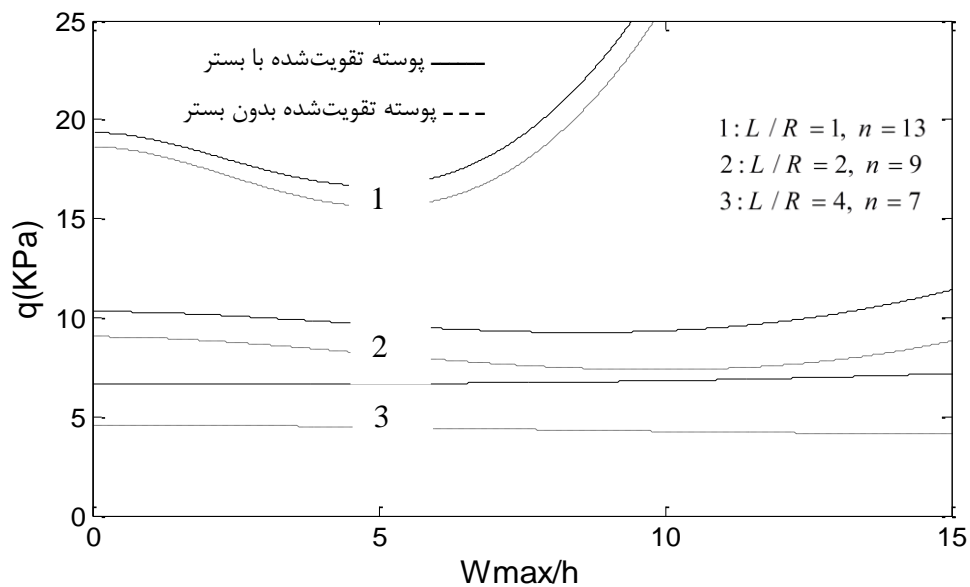 25
20
15
10
5
0
q(KPa)
پوسته تقویت‌شده با بستر
پوسته تقویت‌شده بدون بستر
1 : L / R = 1, n = 13
2 : L / R = 2, n = 9
3 : L / R = 4, n = 7
1
2
3
0 5 10 15
Wmax/h